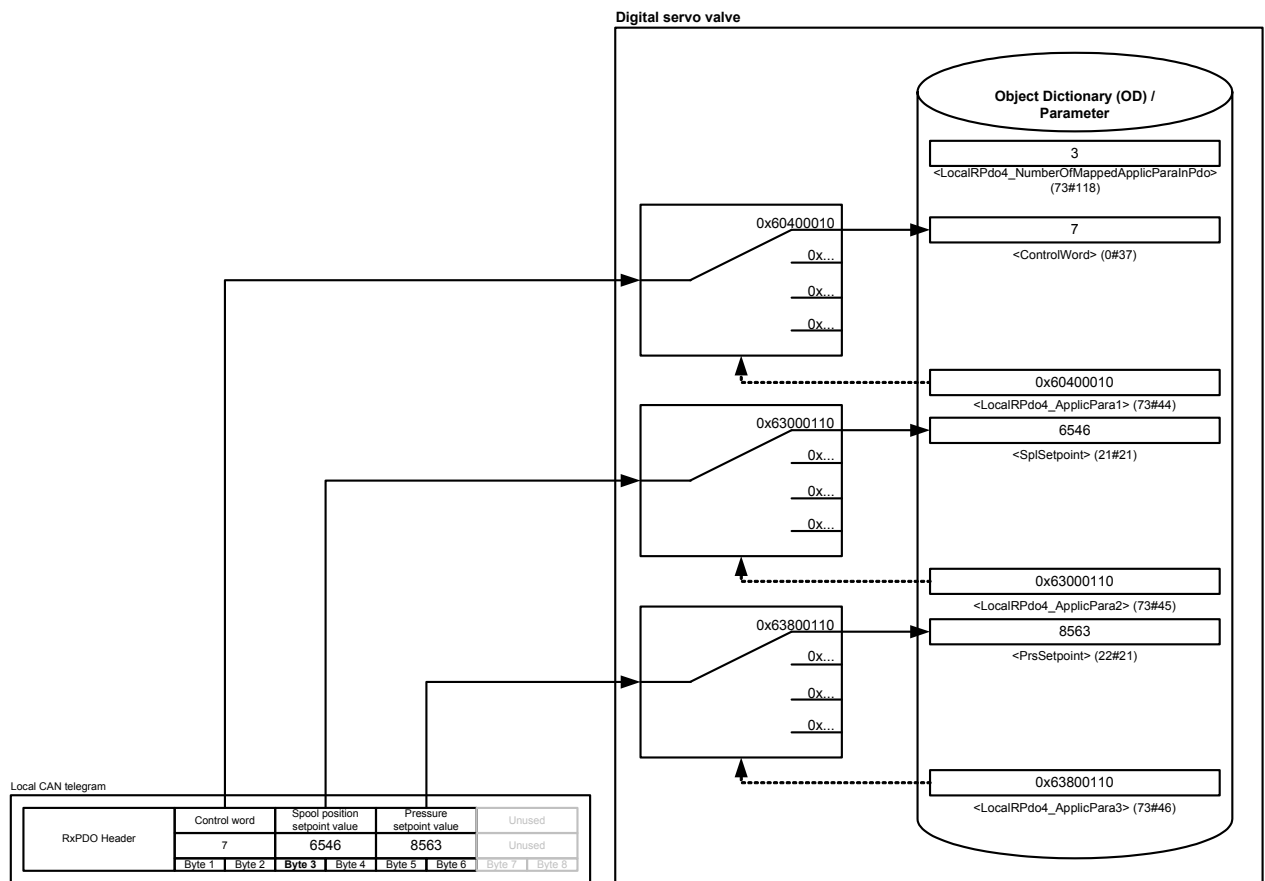 Digital servo valve
Object Dictionary (OD) /
Parameter
3
<LocalRPdo4_NumberOfMappedApplicParaInPdo>
(73#118)
0x60400010
0x...
0x...
0x...
7
<ControlWord> (0#37)
0x60400010
<LocalRPdo4_ApplicPara1> (73#44)
0x63000110
0x...
0x...
0x...
6546
<SplSetpoint> (21#21)
0x63000110
<LocalRPdo4_ApplicPara2> (73#45)
0x63800110
0x...
0x...
0x...
8563
<PrsSetpoint> (22#21)
0x63800110
<LocalRPdo4_ApplicPara3> (73#46)
Local CAN telegram
RxPDO Header
Control word
Spool position
setpoint value
Pressure
setpoint value
Unused
7
6546
8563
Unused
Byte 1 Byte 2 Byte 3 Byte 4 Byte 5 Byte 6 Byte 7 Byte 8